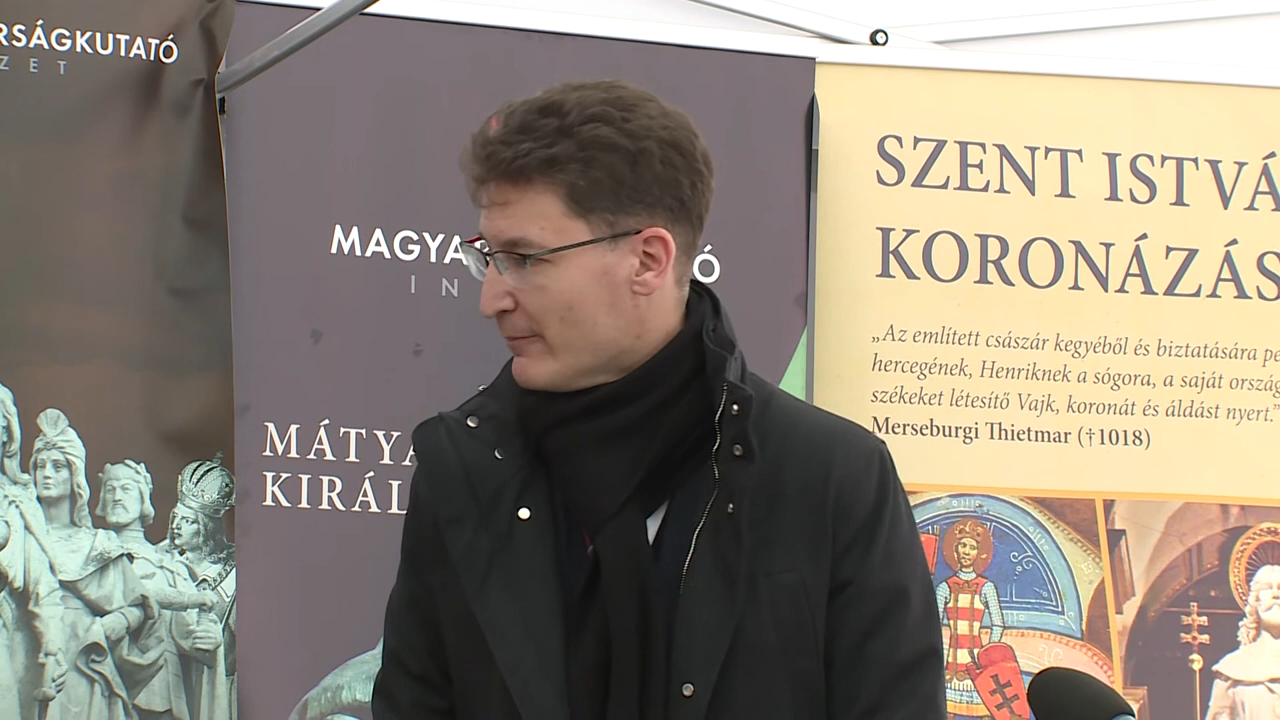 RSÁGKUTATÓ
ZET
MAGYA Ó
IN
MÁTYÁ
KIRÁL
SZENT ISTVÁ
KORONÁZÁS
„Az említett császár kegyéből és biztatására pe
hercegének, Henriknek a sógora, a saját ország
székeket létesítő Vajk, koronát és áldást nyert.”
Merseburgi Thietmar (†1018)